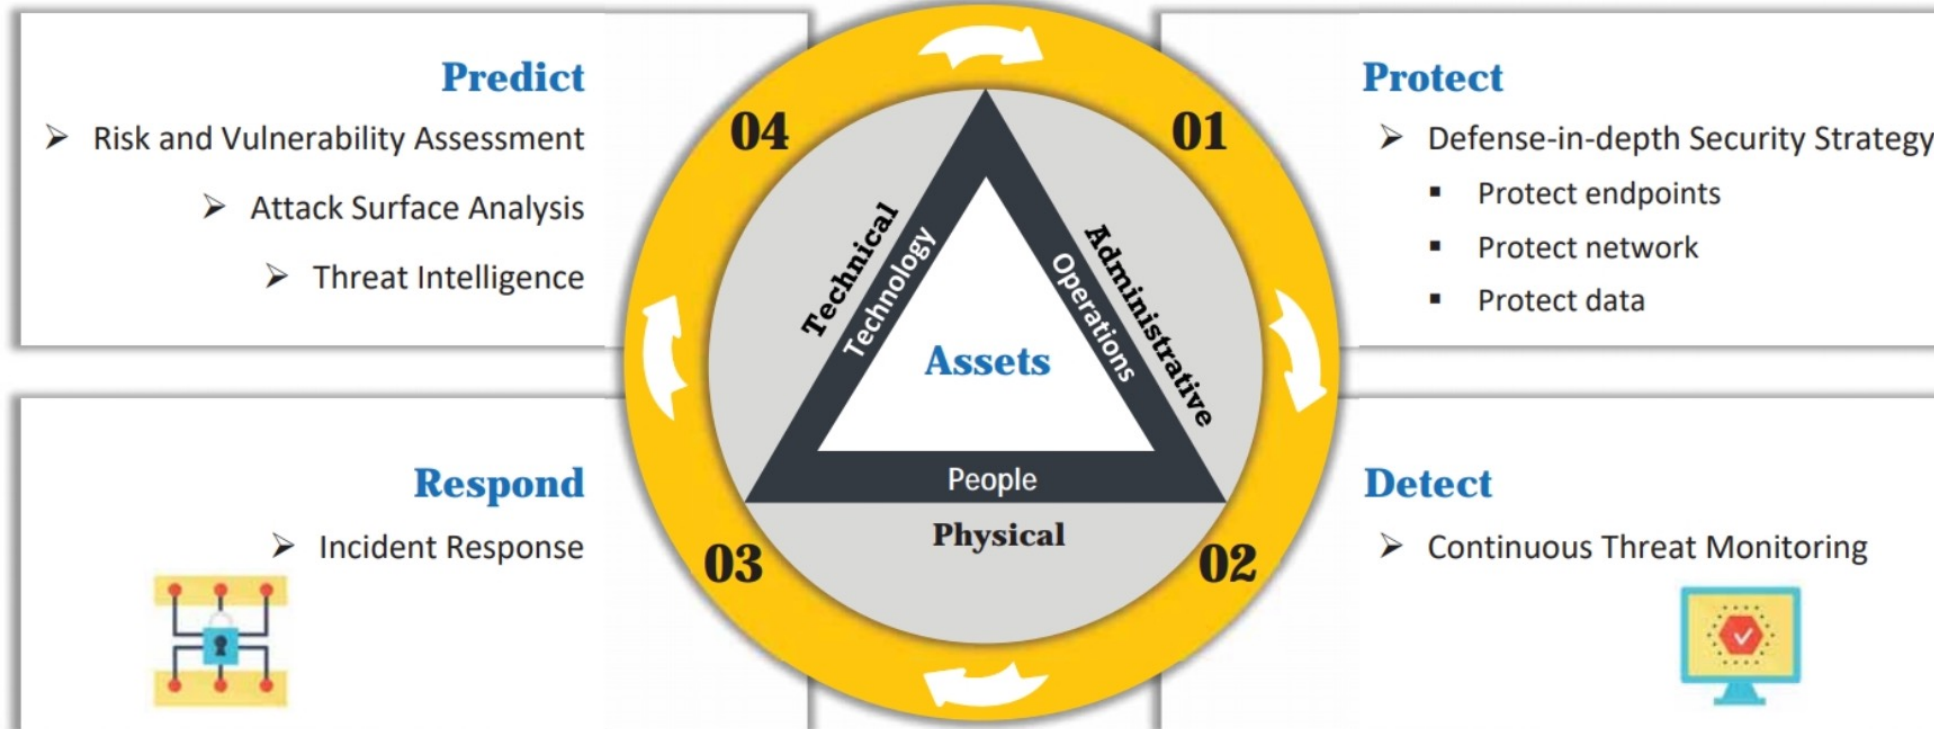 Predict
➢ Risk and Vulnerability Assessment
➢ Attack Surface Analysis
➢ Threat Intelligence
04
01
Protect
➢ Defense-in-depth Security Strategy
▪ Protect endpoints
▪ Protect network
▪ Protect data
Technical
Technology
Assets
Operations
Administrative
People
Physical
Respond
➢ Incident Response
03
02
Detect
➢ Continuous Threat Monitoring